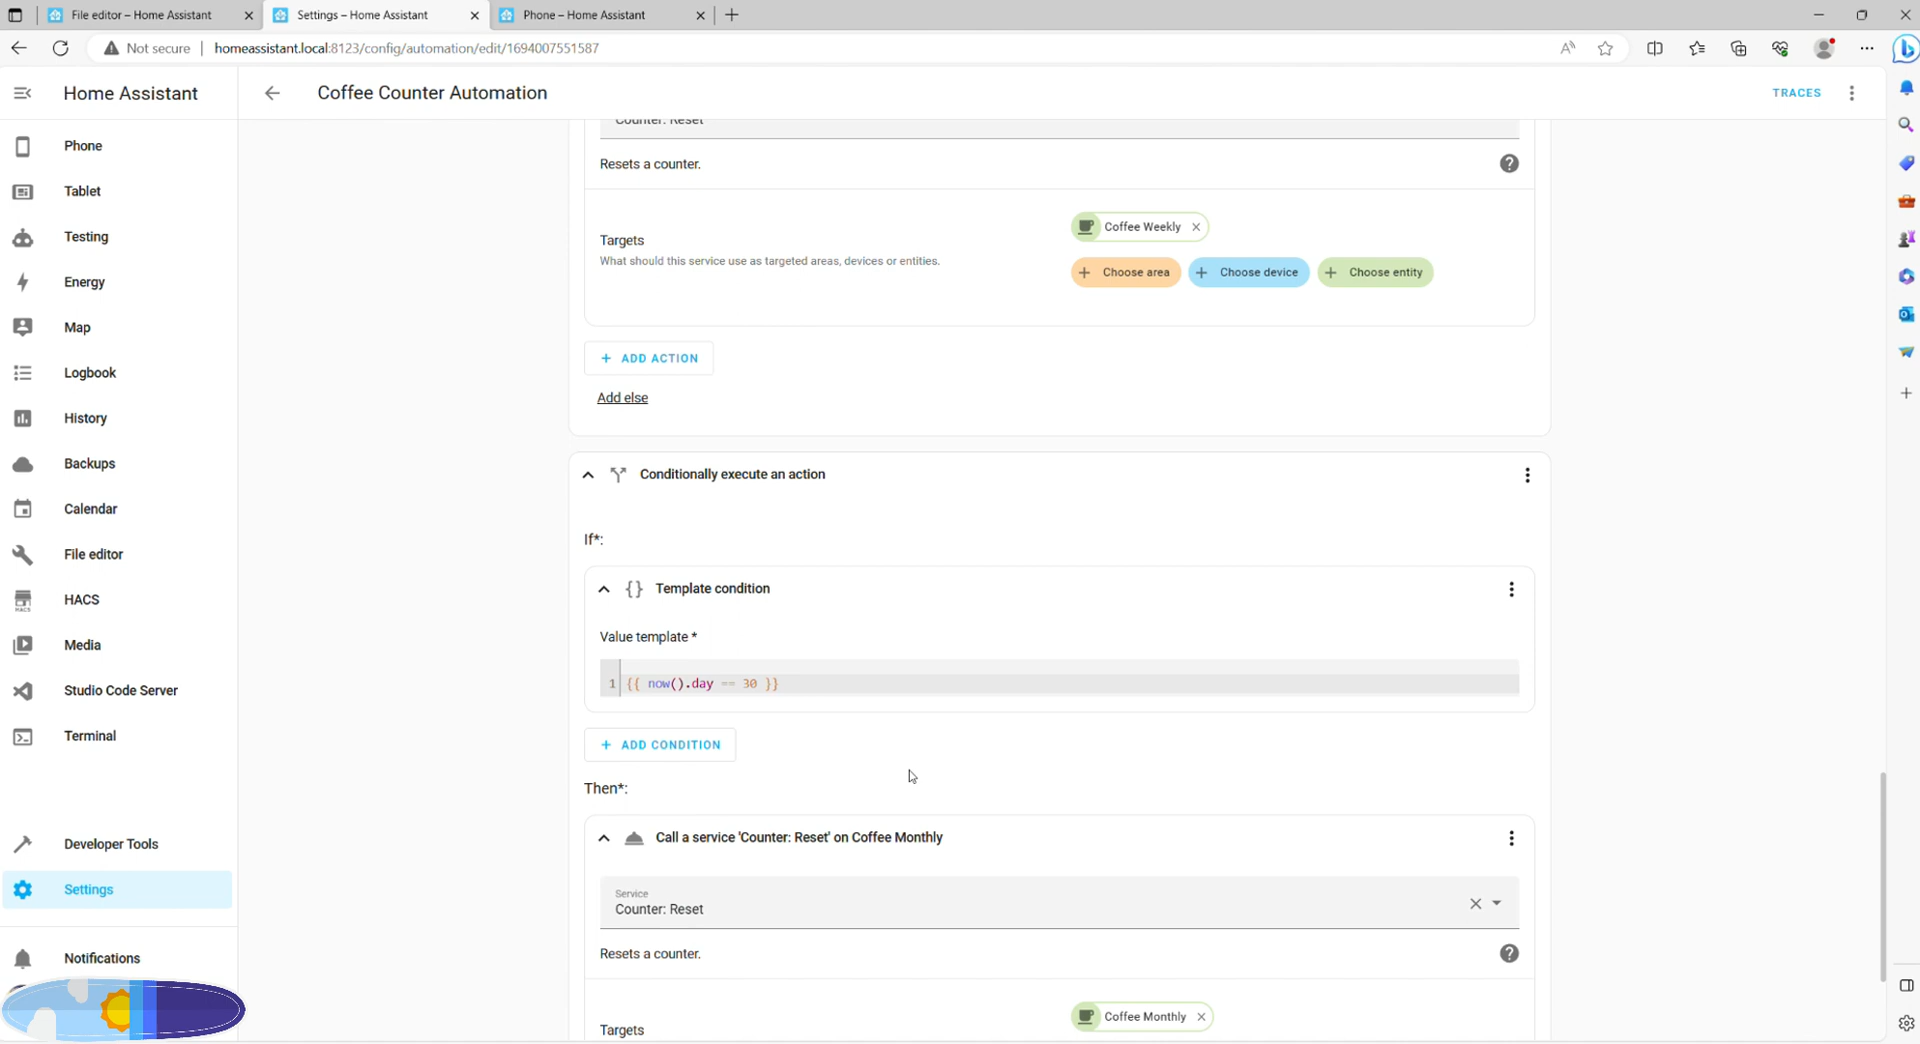 File editor – Home Assistant
Settings – Home Assistant
Phone – Home Assistant
Not secure
homeassistant.local:8123/config/automation/edit/1694007551587
Home Assistant
Coffee Counter Automation
TRACES
Phone
Tablet
Testing
Energy
Map
Logbook
History
Backups
Calendar
File editor
HACS
Media
Studio Code Server
Terminal
Developer Tools
Settings
Notifications
Counter: Reset
Resets a counter.
Targets
What should this service use as targeted areas, devices or entities.
Coffee Weekly
Choose area
Choose device
Choose entity
+ ADD ACTION
Add else
Conditionally execute an action
If*:
Template condition
Value template *
1 {{ now().day == 30 }}
+ ADD CONDITION
Then*:
Call a service 'Counter: Reset' on Coffee Monthly
Service
Counter: Reset
Resets a counter.
Targets
Coffee Monthly